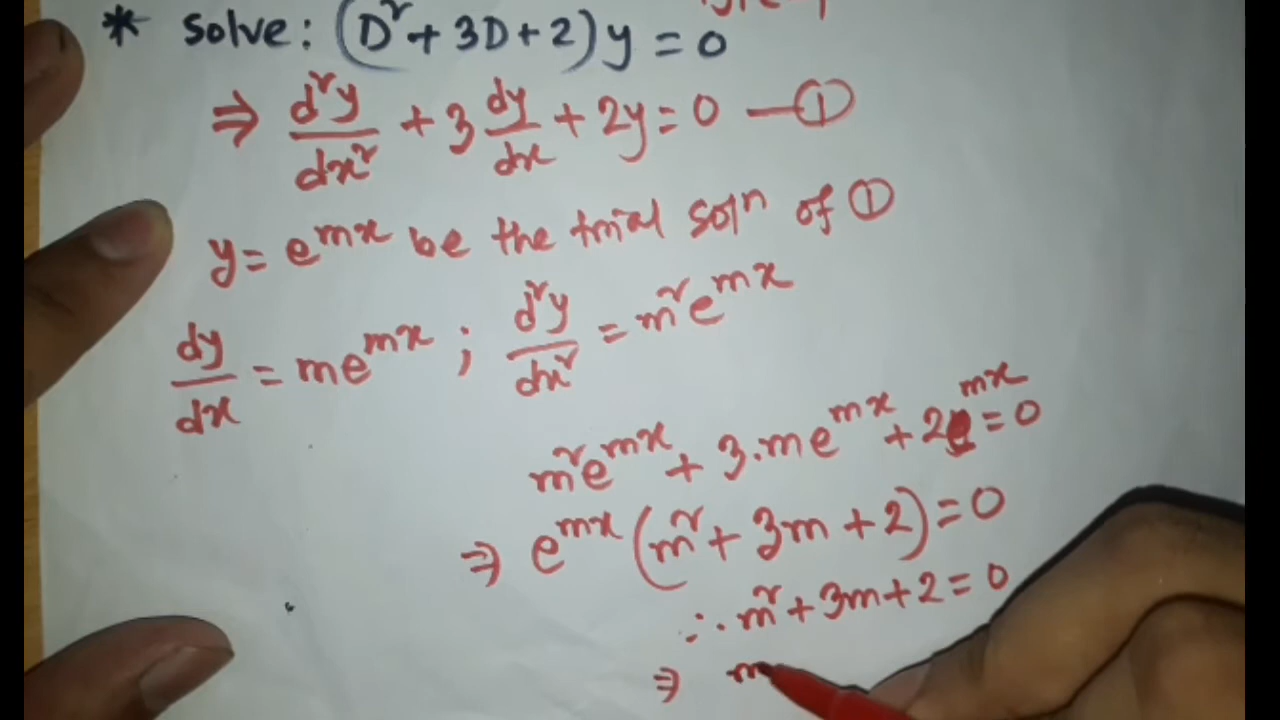 * Solve: (D² + 3D + 2)y = 0
⇒ d²y/dx² + 3 dy/dx + 2y = 0 — ①
y = e^{mx} be the trial soln of ①
dy/dx = me^{mx} ; d²y/dx² = m²e^{mx}
m²e^{mx} + 3.me^{mx} + 2e^{mx} = 0
⇒ e^{mx}(m² + 3m + 2) = 0
∴ m² + 3m + 2 = 0
⇒ m